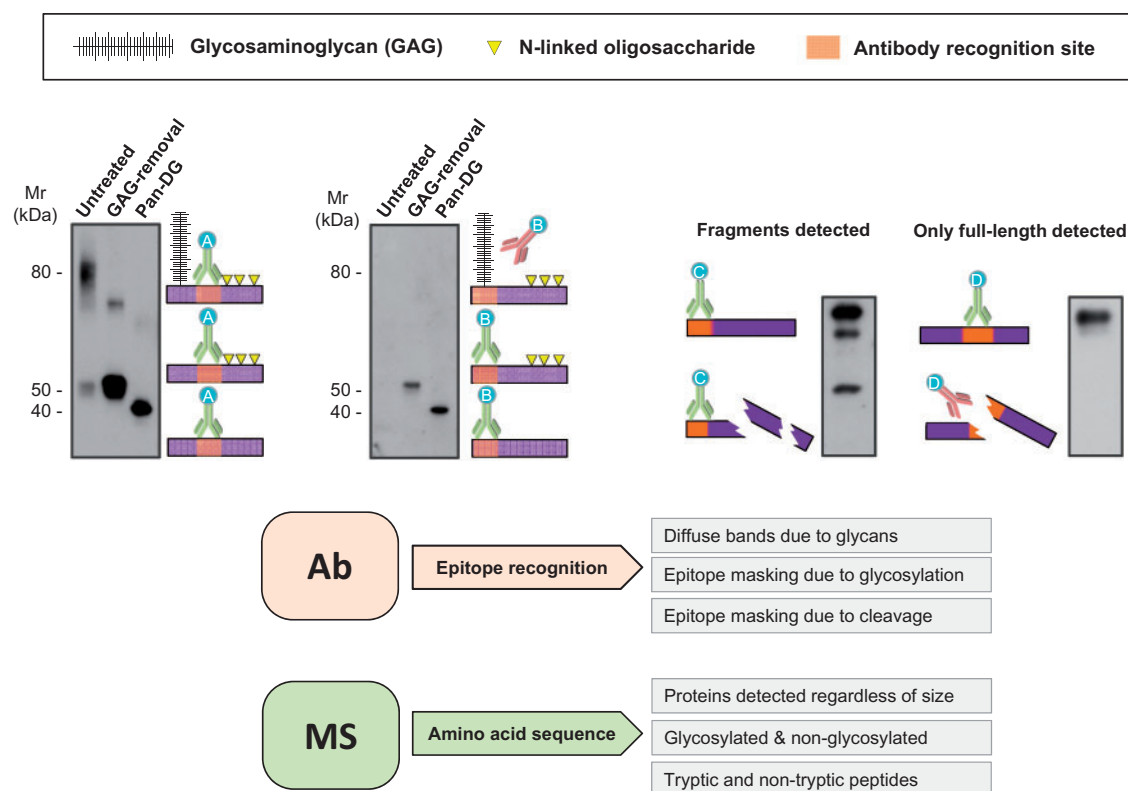 Glycosaminoglycan (GAG)
N-linked oligosaccharide
Antibody recognition site
Mr
(kDa)
Untreated
GAG-removal
Pan-DG
80 -
50 -
40 -
A
A
A
Mr
(kDa)
Untreated
GAG-removal
Pan-DG
80 -
50 -
40 -
B
B
B
Fragments detected
C
C
Only full-length detected
D
D
Ab
Epitope recognition
Diffuse bands due to glycans
Epitope masking due to glycosylation
Epitope masking due to cleavage
MS
Amino acid sequence
Proteins detected regardless of size
Glycosylated & non-glycosylated
Tryptic and non-tryptic peptides